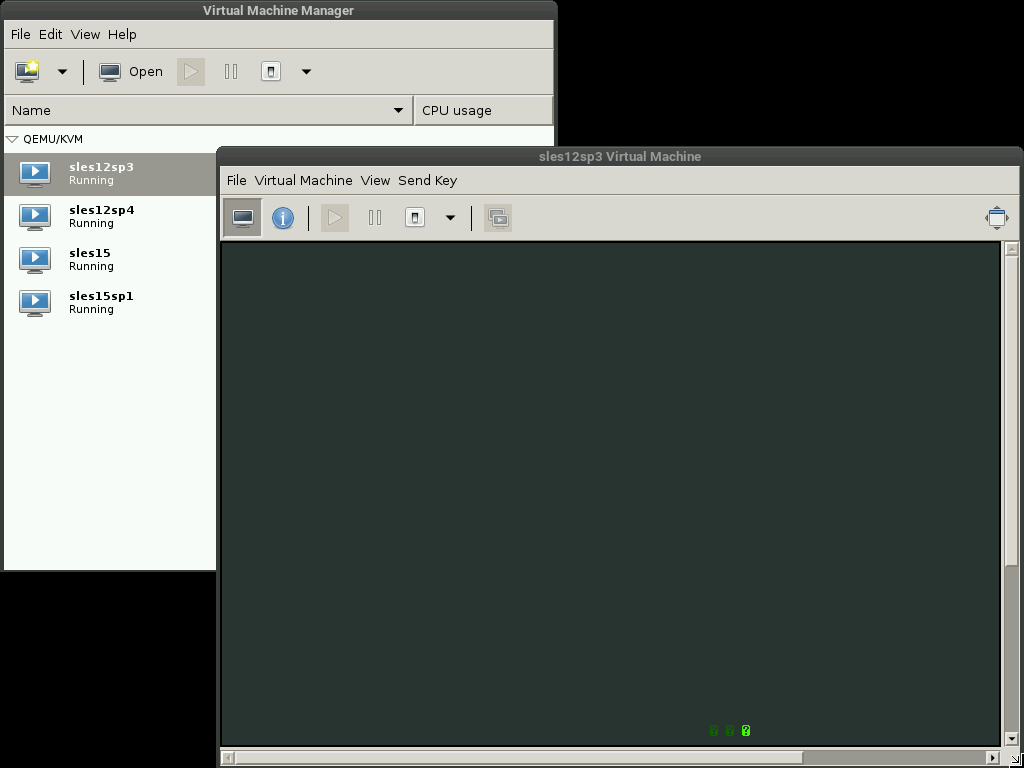 Virtual Machine Manager
File Edit View Help
Open
Name CPU usage
QEMU/KVM
sles12sp3
Running
sles12sp4
Running
sles15
Running
sles15sp1
Running
sles12sp3 Virtual Machine
File Virtual Machine View Send Key
? ? ?